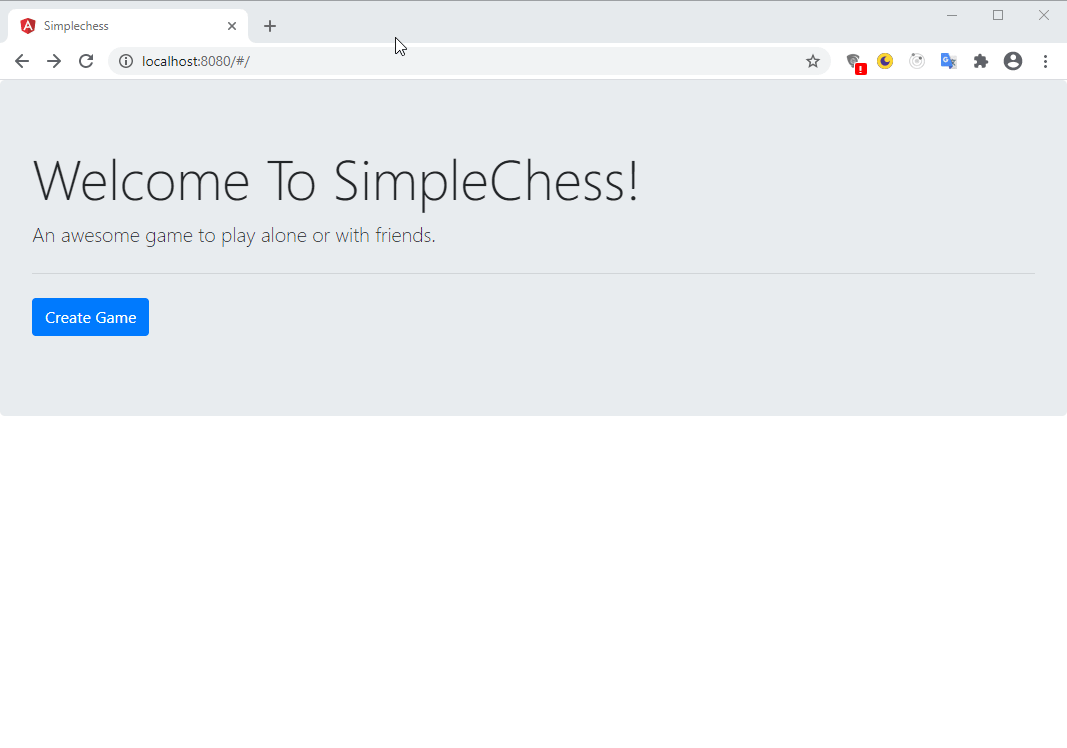 Simplechess
localhost:8080/#/
Welcome To SimpleChess!
An awesome game to play alone or with friends.
Create Game